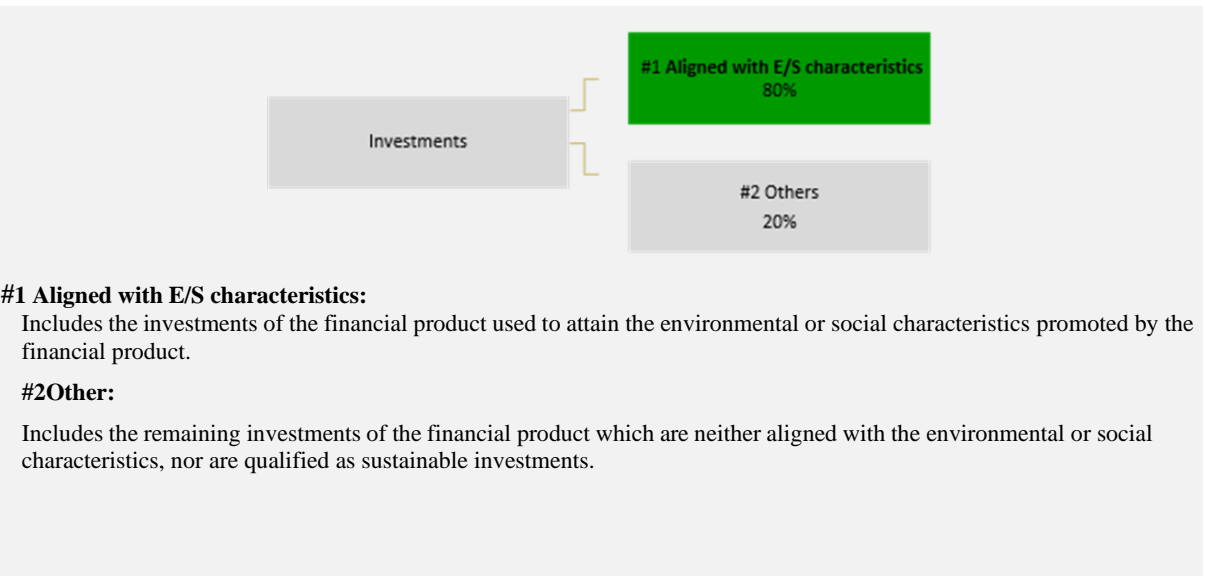 #1 Aligned with E/S characteristics
80%
Investments
#2 Others
20%
#1 Aligned with E/S characteristics:
Includes the investments of the financial product used to attain the environmental or social characteristics promoted by the
financial product.
#2Other:
Includes the remaining investments of the financial product which are neither aligned with the environmental or social
characteristics, nor are qualified as sustainable investments.